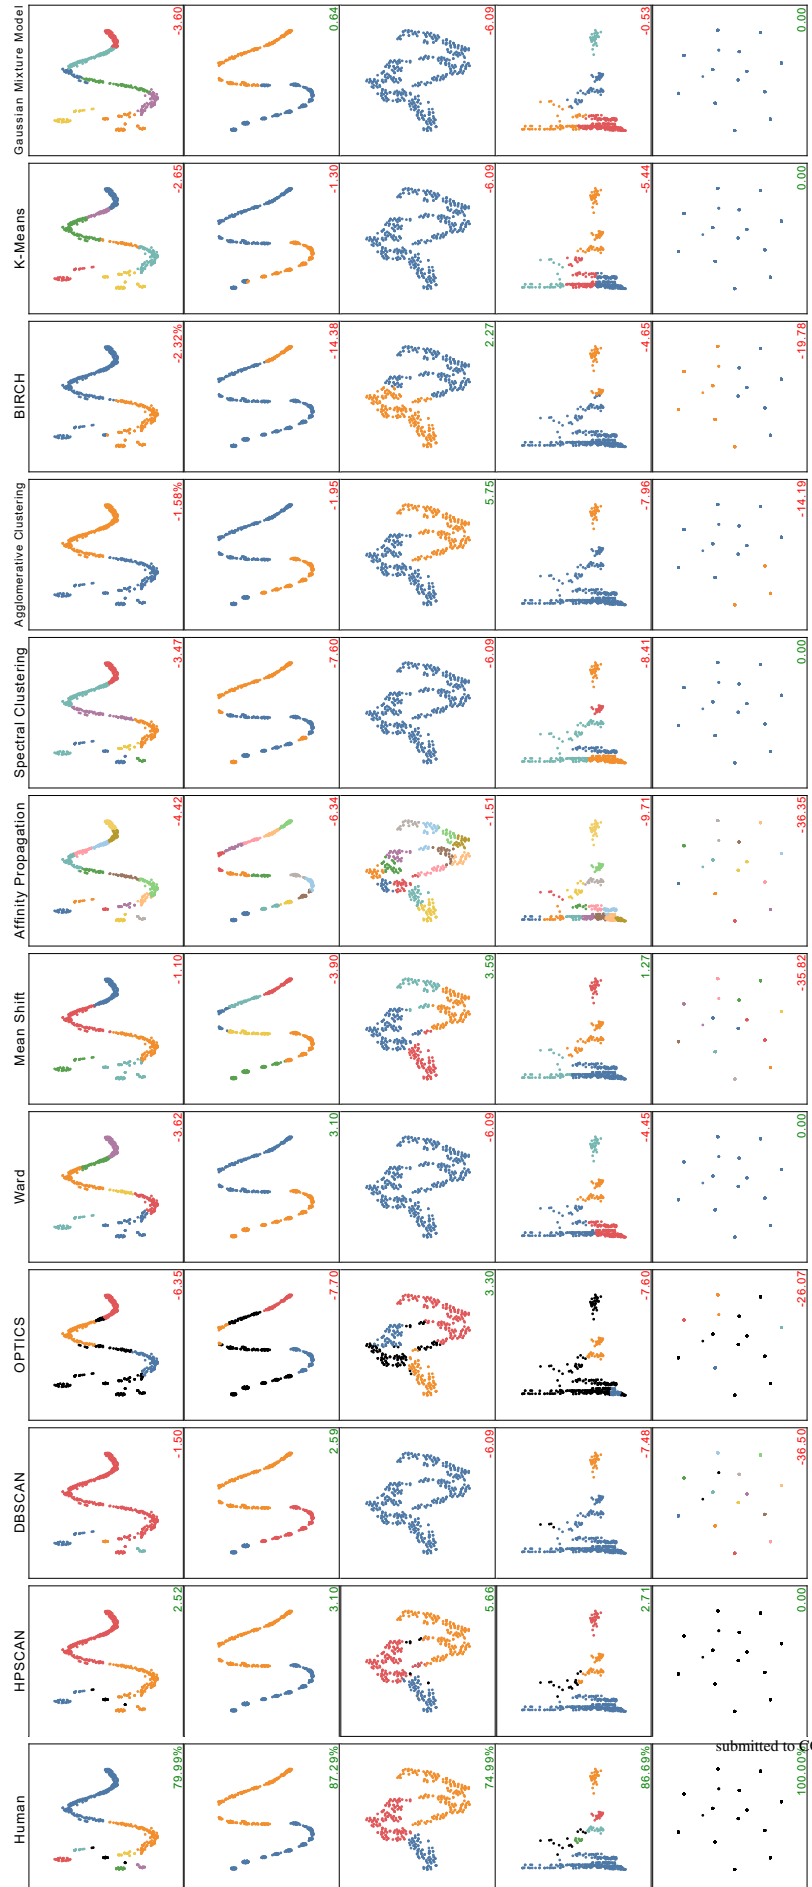 Human HPSCAN DBSCAN OPTICS Ward Mean Shift Affinity Propagation Spectral Clustering Agglomerative Clustering BIRCH K-Means Gaussian Mixture Model
79.99% 2.52 -1.50 -6.35 -3.62 -1.10 -4.42 -3.47 -1.58% -2.32% -2.65 -3.60
87.29% 3.10 2.59 -7.70 3.10 -3.90 -6.34 -7.60 -1.95 -14.38 -1.30 0.64
74.99% 5.66 -6.09 3.30 -6.09 3.59 -1.51 -6.09 5.75 2.27 -6.09 -6.09
86.69% 2.71 -7.48 -7.60 -4.45 1.27 -9.71 -8.41 -7.96 -4.65 -5.44 -0.53
100.00% 0.00 -36.50 -26.07 0.00 -35.82 -36.35 0.00 -14.19 -19.78 0.00 0.00
submitted to